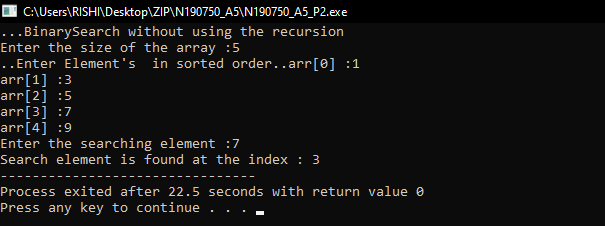 C:\Users\RISHI\Desktop\ZIP\N190750_A5\N190750_A5_P2.exe
...BinarySearch without using the recursion
Enter the size of the array :5
..Enter Element's  in sorted order..arr[0] :1
arr[1] :3
arr[2] :5
arr[3] :7
arr[4] :9
Enter the searching element :7
Search element is found at the index : 3
--------------------------------
Process exited after 22.5 seconds with return value 0
Press any key to continue . . .